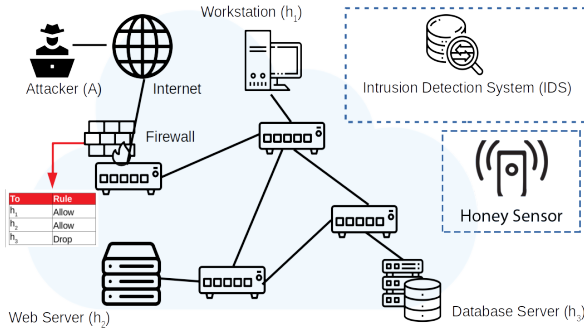 Workstation (h1)
Intrusion Detection System (IDS)
Attacker (A)
Internet
Firewall
Honey Sensor
To Rule
h1 Allow
h2 Allow
h3 Drop
Web Server (h2)
Database Server (h3)